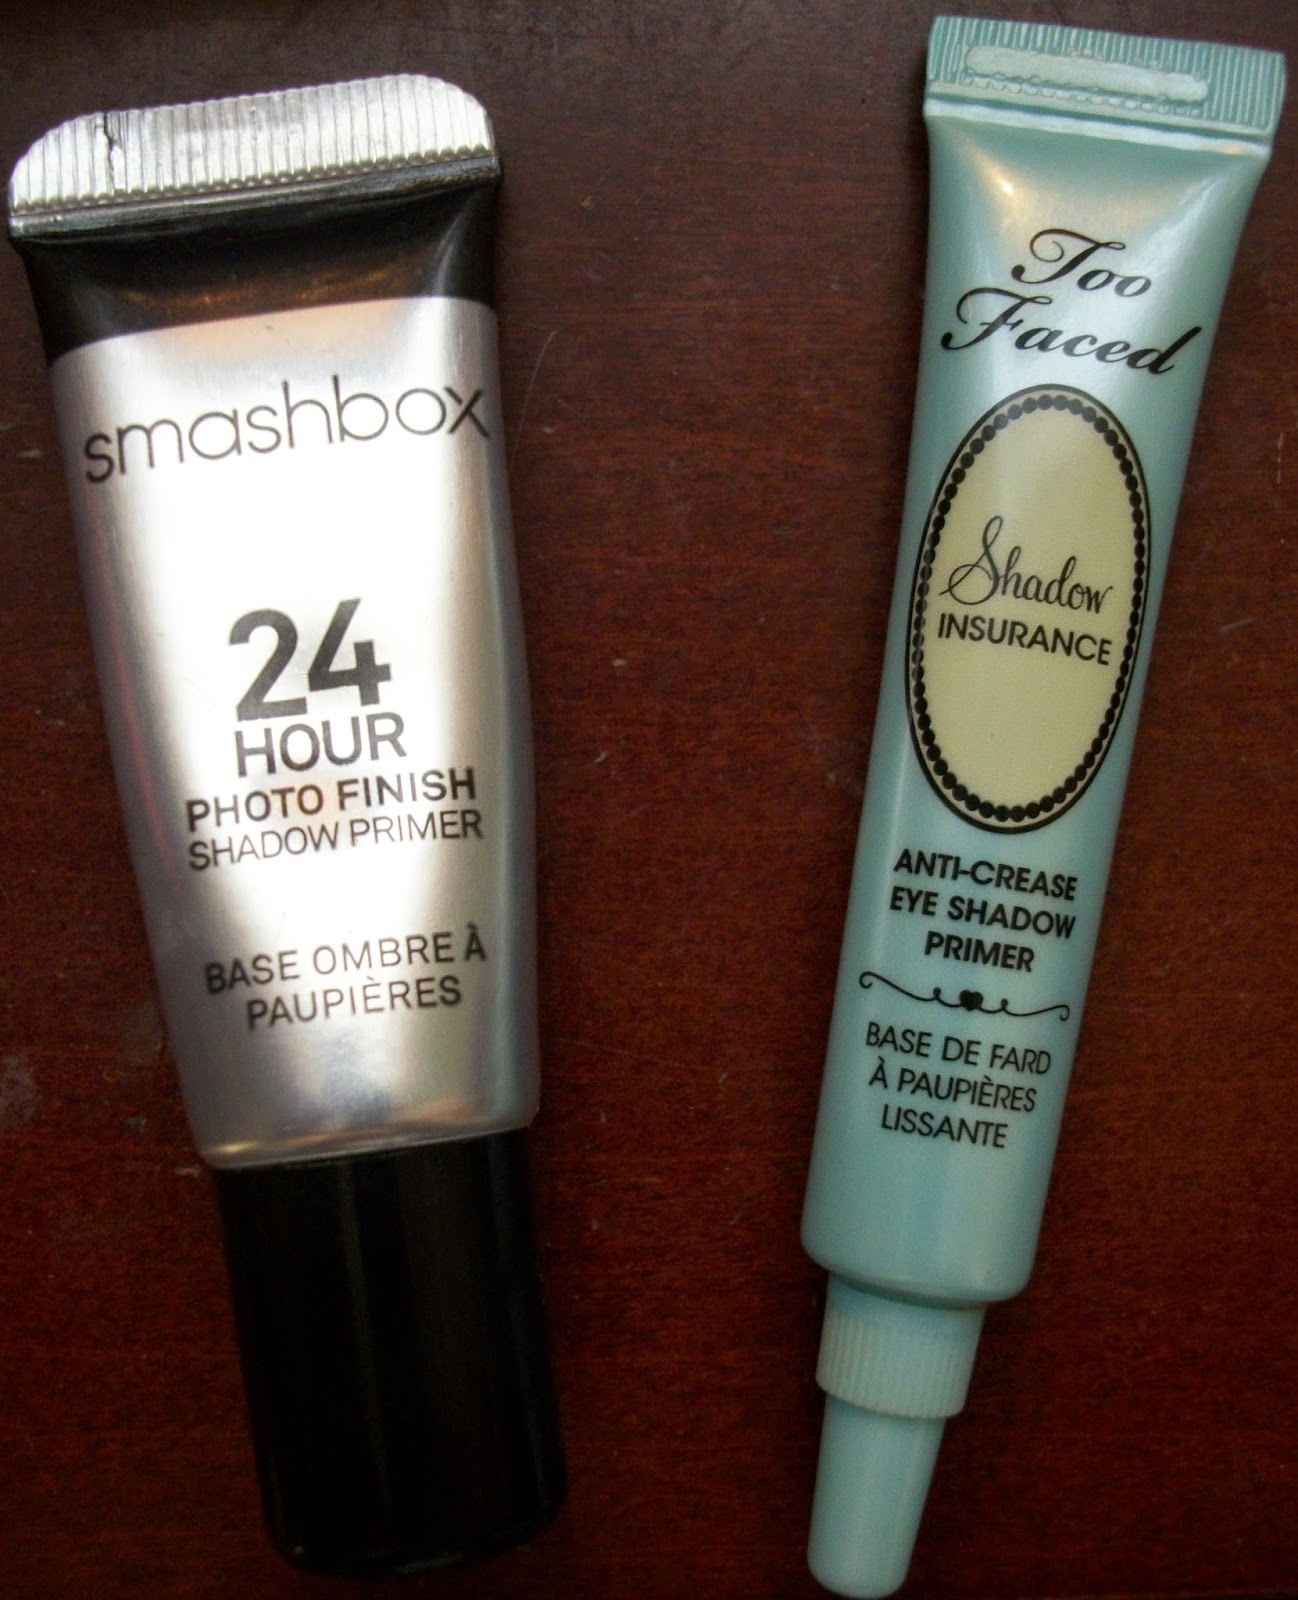 smashbox
24
HOUR
PHOTO FINISH
SHADOW PRIMER
BASE OMBRE À
PAUPIÈRES
Too
Faced
Shadow
INSURANCE
ANTI-CREASE
EYE SHADOW
PRIMER
BASE DE FARD
À PAUPIÈRES
LISSANTE